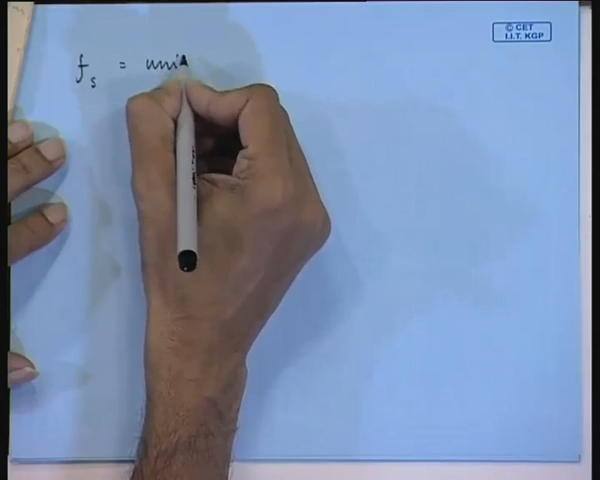 © CET
I.I.T. KGP
f_s = uni